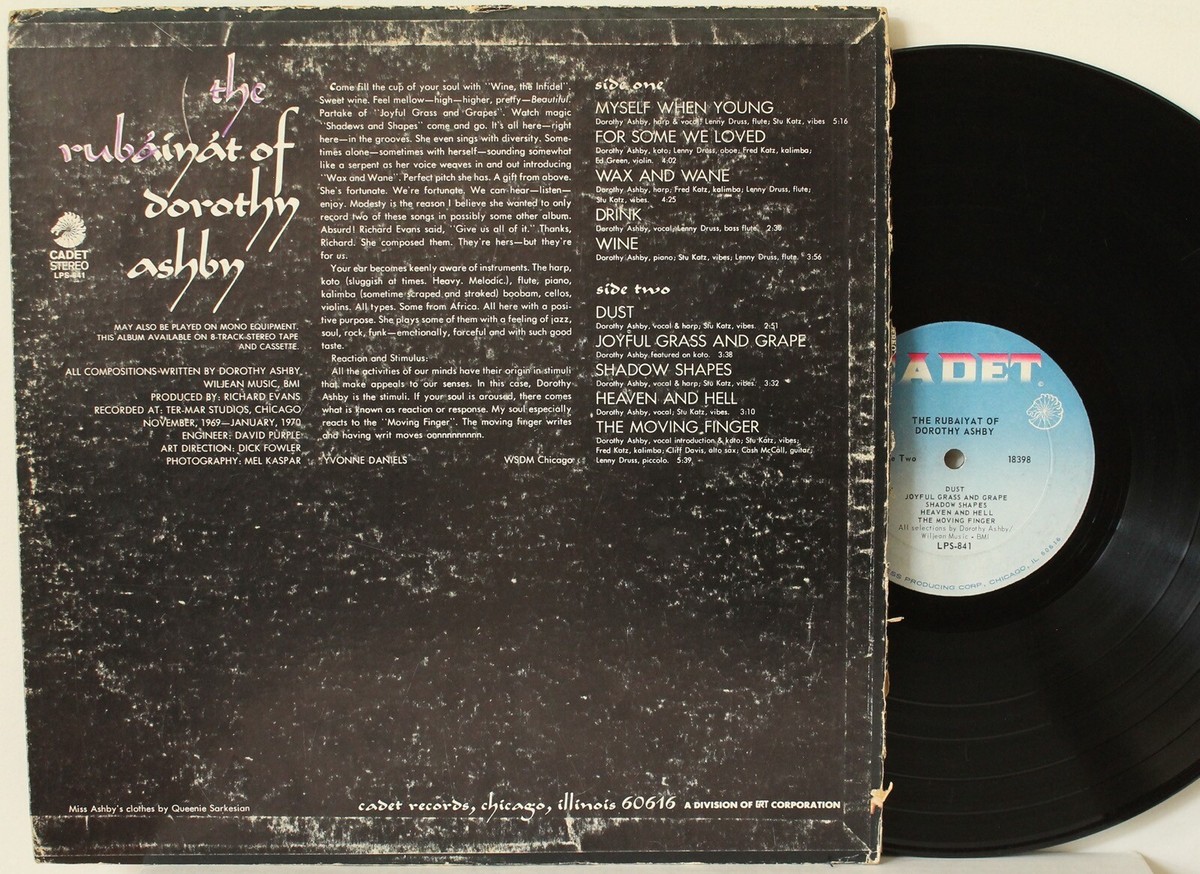 the
rubáiyát of
dorothy
ashby
CADET
STEREO
LPS-841
MAY ALSO BE PLAYED ON MONO EQUIPMENT.
THIS ALBUM AVAILABLE ON 8-TRACK-STEREO TAPE
AND CASSETTE.
ALL COMPOSITIONS-WRITTEN BY DOROTHY ASHBY,
WILJEAN MUSIC, BMI
PRODUCED BY: RICHARD EVANS
RECORDED AT: TER-MAR STUDIOS, CHICAGO
NOVEMBER, 1969—JANUARY, 1970
ENGINEER: DAVID PURPLE
ART DIRECTION: DICK FOWLER
PHOTOGRAPHY: MEL KASPAR
Come fill the cup of your soul with "Wine, the Infidel".
Sweet wine. Feel mellow—high—higher, pretty—Beautiful.
Partake of "Joyful Grass and Grapes". Watch magic
"Shadows and Shapes" come and go. It's all here—right
here—in the grooves. She even sings with diversity. Some-
times alone—sometimes with herself—sounding somewhat
like a serpent as her voice weaves in and out introducing
"Wax and Wane". Perfect pitch she has. A gift from above.
She's fortunate. We're fortunate. We can hear—listen—
enjoy. Modesty is the reason I believe she wanted to only
record two of these songs in possibly some other album.
Absurd! Richard Evans said, "Give us all of it." Thanks,
Richard. She composed them. They're hers—but they're
for us.
Your ear becomes keenly aware of instruments. The harp,
koto (sluggish at times. Heavy. Melodic.), flute, piano,
kalimba (sometime scraped and stroked) boobam, cellos,
violins. All types. Some from Africa. All here with a posi-
tive purpose. She plays some of them with a feeling of jazz,
soul, rock, funk—emotionally, forceful and with such good
taste.
Reaction and Stimulus:
All the activities of our minds have their origin in stimuli
that make appeals to our senses. In this case, Dorothy
Ashby is the stimuli. If your soul is aroused, there comes
what is known as reaction or response. My soul especially
reacts to the "Moving Finger". The moving finger writes
and having writ moves oannnnnnnn.
YVONNE DANIELS WSDM Chicago
side one
MYSELF WHEN YOUNG
Dorothy Ashby, harp & vocal; Lenny Druss, flute; Stu Katz, vibes 5:16
FOR SOME WE LOVED
Dorothy Ashby, koto; Lenny Druss, oboe; Fred Katz, kalimba;
Ed Green, violin. 4:02
WAX AND WANE
Dorothy Ashby, harp; Fred Katz, kalimba; Lenny Druss, flute;
Stu Katz, vibes. 4:25
DRINK
Dorothy Ashby, vocal; Lenny Druss, bass flute. 2:38
WINE
Dorothy Ashby, piano; Stu Katz, vibes; Lenny Druss, flute. 3:56
side two
DUST
Dorothy Ashby, vocal & harp; Stu Katz, vibes. 2:51
JOYFUL GRASS AND GRAPE
Dorothy Ashby featured on koto. 3:38
SHADOW SHAPES
Dorothy Ashby, vocal & harp; Stu Katz, vibes. 3:32
HEAVEN AND HELL
Dorothy Ashby, vocal; Stu Katz, vibes. 3:10
THE MOVING FINGER
Dorothy Ashby, vocal introduction & koto; Stu Katz, vibes;
Fred Katz, kalimba; Cliff Davis, alto sax; Cash McCall, guitar,
Lenny Druss, piccolo. 5:39
Miss Ashby's clothes by Queenie Sarkesian
cadet records, chicago, illinois 60616 A DIVISION OF GRT CORPORATION
ADET
THE RUBAIYAT OF
DOROTHY ASHBY
e Two 18398
DUST
JOYFUL GRASS AND GRAPE
SHADOW SHAPES
HEAVEN AND HELL
THE MOVING FINGER
All selections by Dorothy Ashby/
Wiljean Music • BMI
LPS-841
SS PRODUCING CORP., CHICAGO, IL. 60616